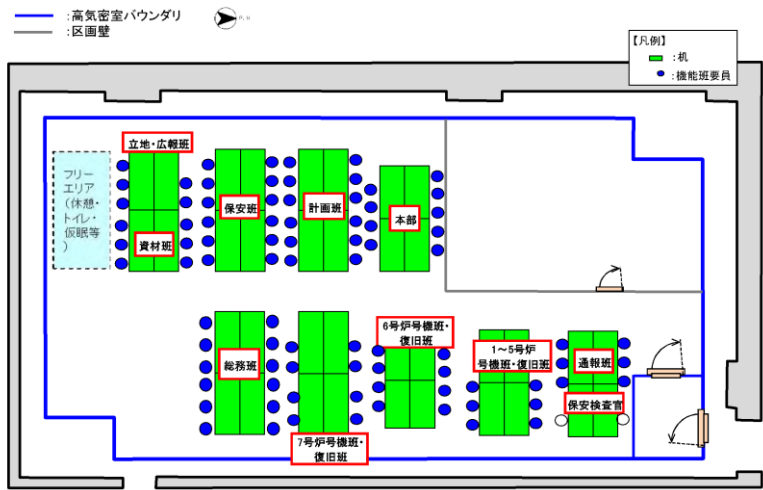 ：高気密室バウンダリ
：区画壁
【凡例】
：机
：機能班要員
立地・広報班
フリー
エリア
（休憩・
トイレ・
仮眠等
）
資材班
保安班
計画班
本部
総務班
7号炉号機班・
復旧班
6号炉号機班・
復旧班
1～5号炉
号機班・復旧班
通報班
保安検査官